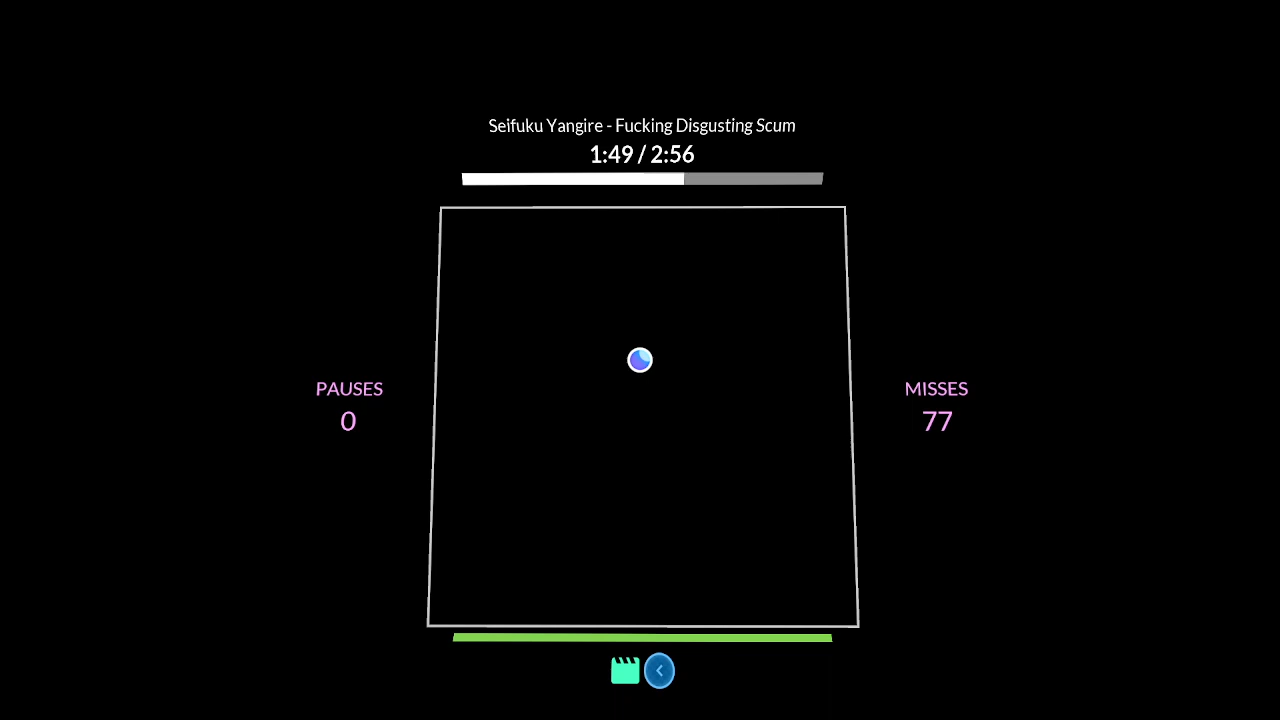 Seifuku Yangire - Fucking Disgusting Scum
1:49 / 2:56
PAUSES
0
MISSES
77